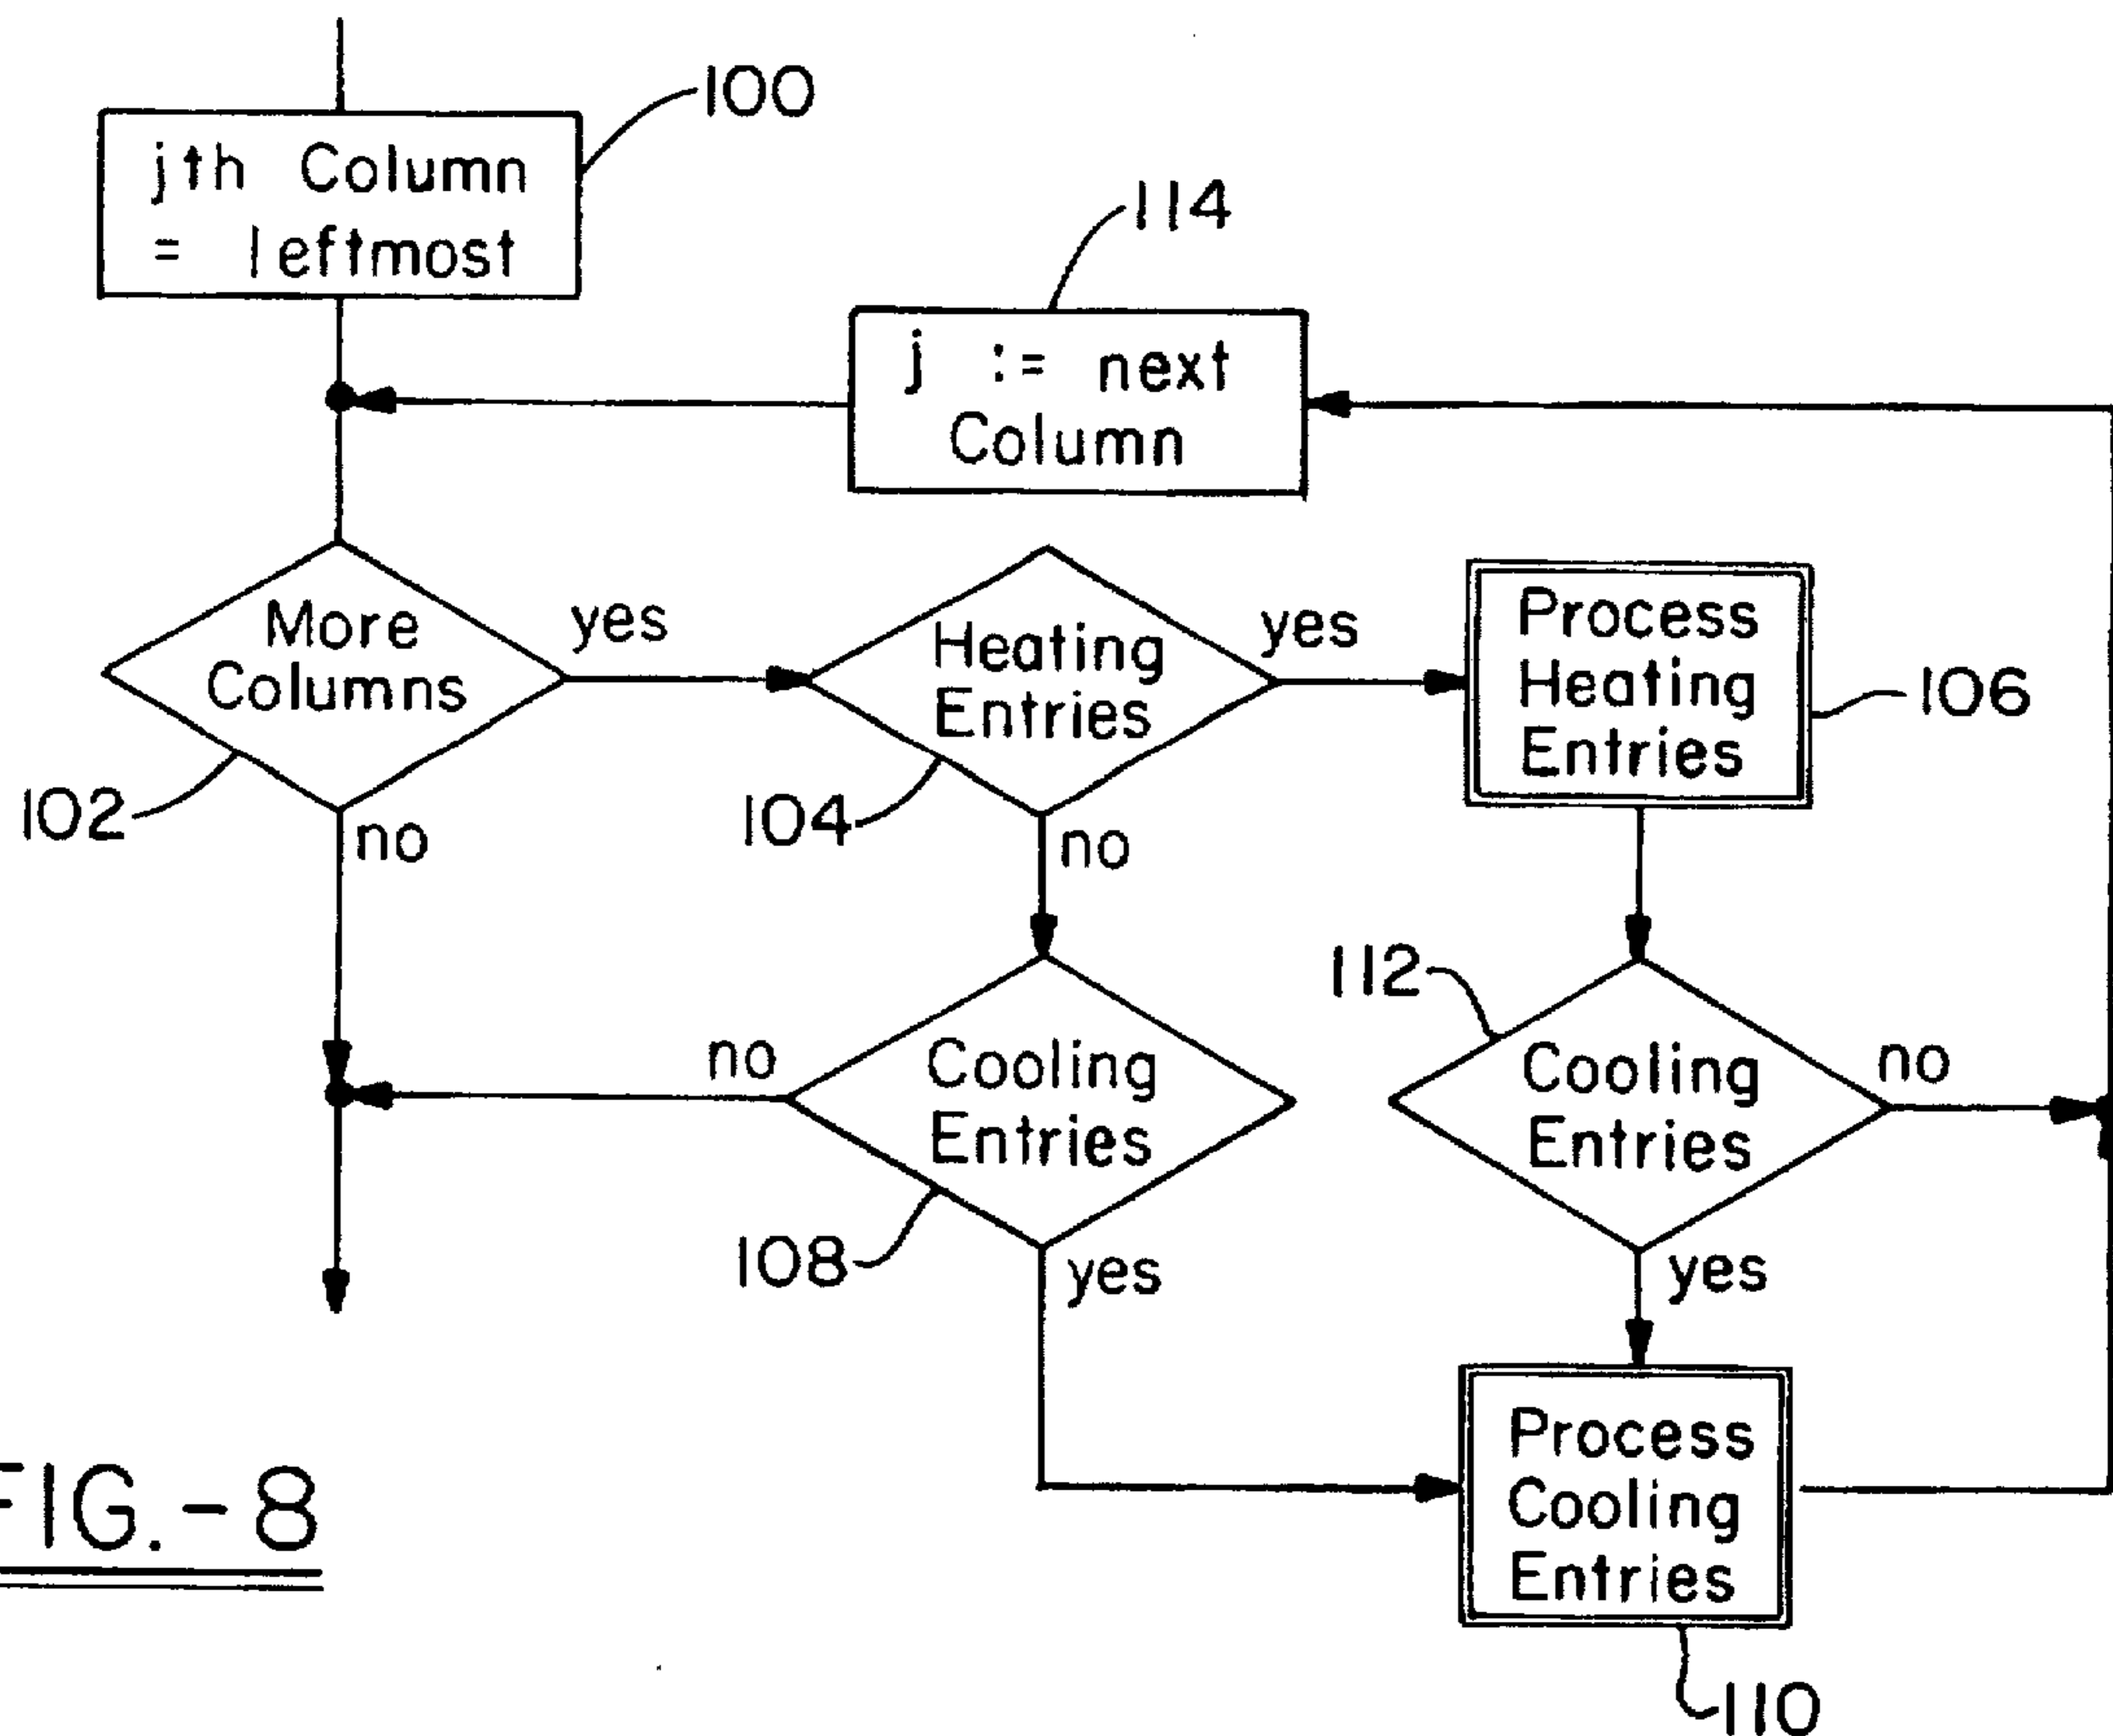 100
jth Column
= leftmost
114
j := next
Column
More
Columns
yes
102
no
Heating
Entries
yes
104
no
Process
Heating
Entries
106
Cooling
Entries
no
108
yes
112
Cooling
Entries
no
yes
Process
Cooling
Entries
110
FIG.-8